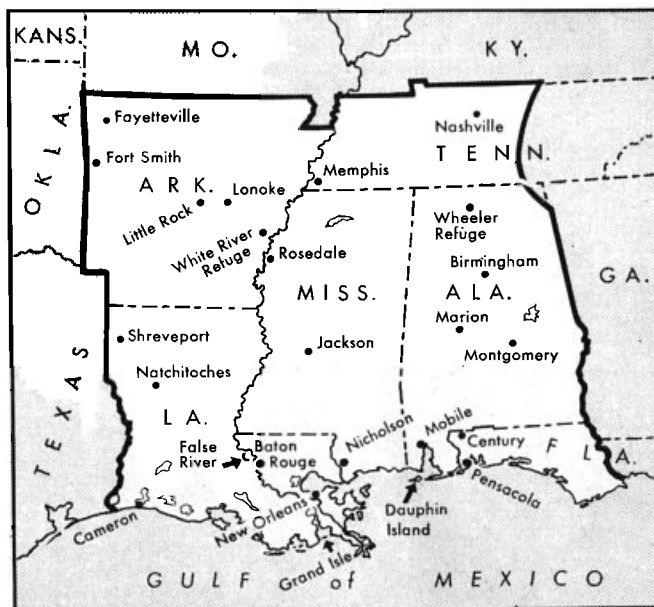 KANS.
MO.
KY.
OKLA.
Fayetteville
Nashville
Fort Smith
TENN.
Memphis
ARK.
Lonoke
Little Rock
Wheeler
Refuge
White River
Refuge
Rosedale
Birmingham
GA.
MISS.
ALA.
Marion
Shreveport
Jackson
Montgomery
TEXAS
Natchitoches
LA.
Mobile
False
River
Baton
Rouge
Nicholson
Century
FLA.
Pensacola
Cameron
New Orleans
Dauphin
Island
Grand Isle
GULF of MEXICO